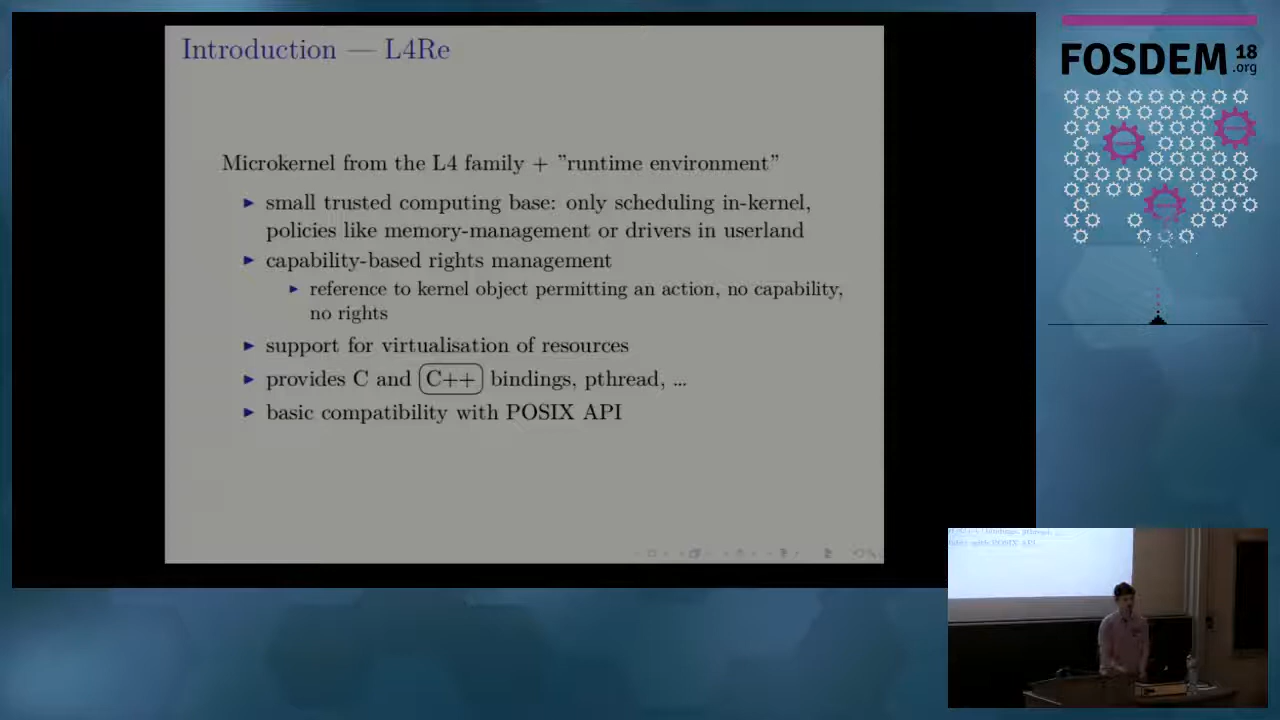 Introduction — L4Re
Microkernel from the L4 family + ”runtime environment”
small trusted computing base: only scheduling in-kernel,
policies like memory-management or drivers in userland
capability-based rights management
reference to kernel object permitting an action, no capability,
no rights
support for virtualisation of resources
provides C and C++ bindings, pthread, ...
basic compatibility with POSIX API
FOSDEM 18
.org